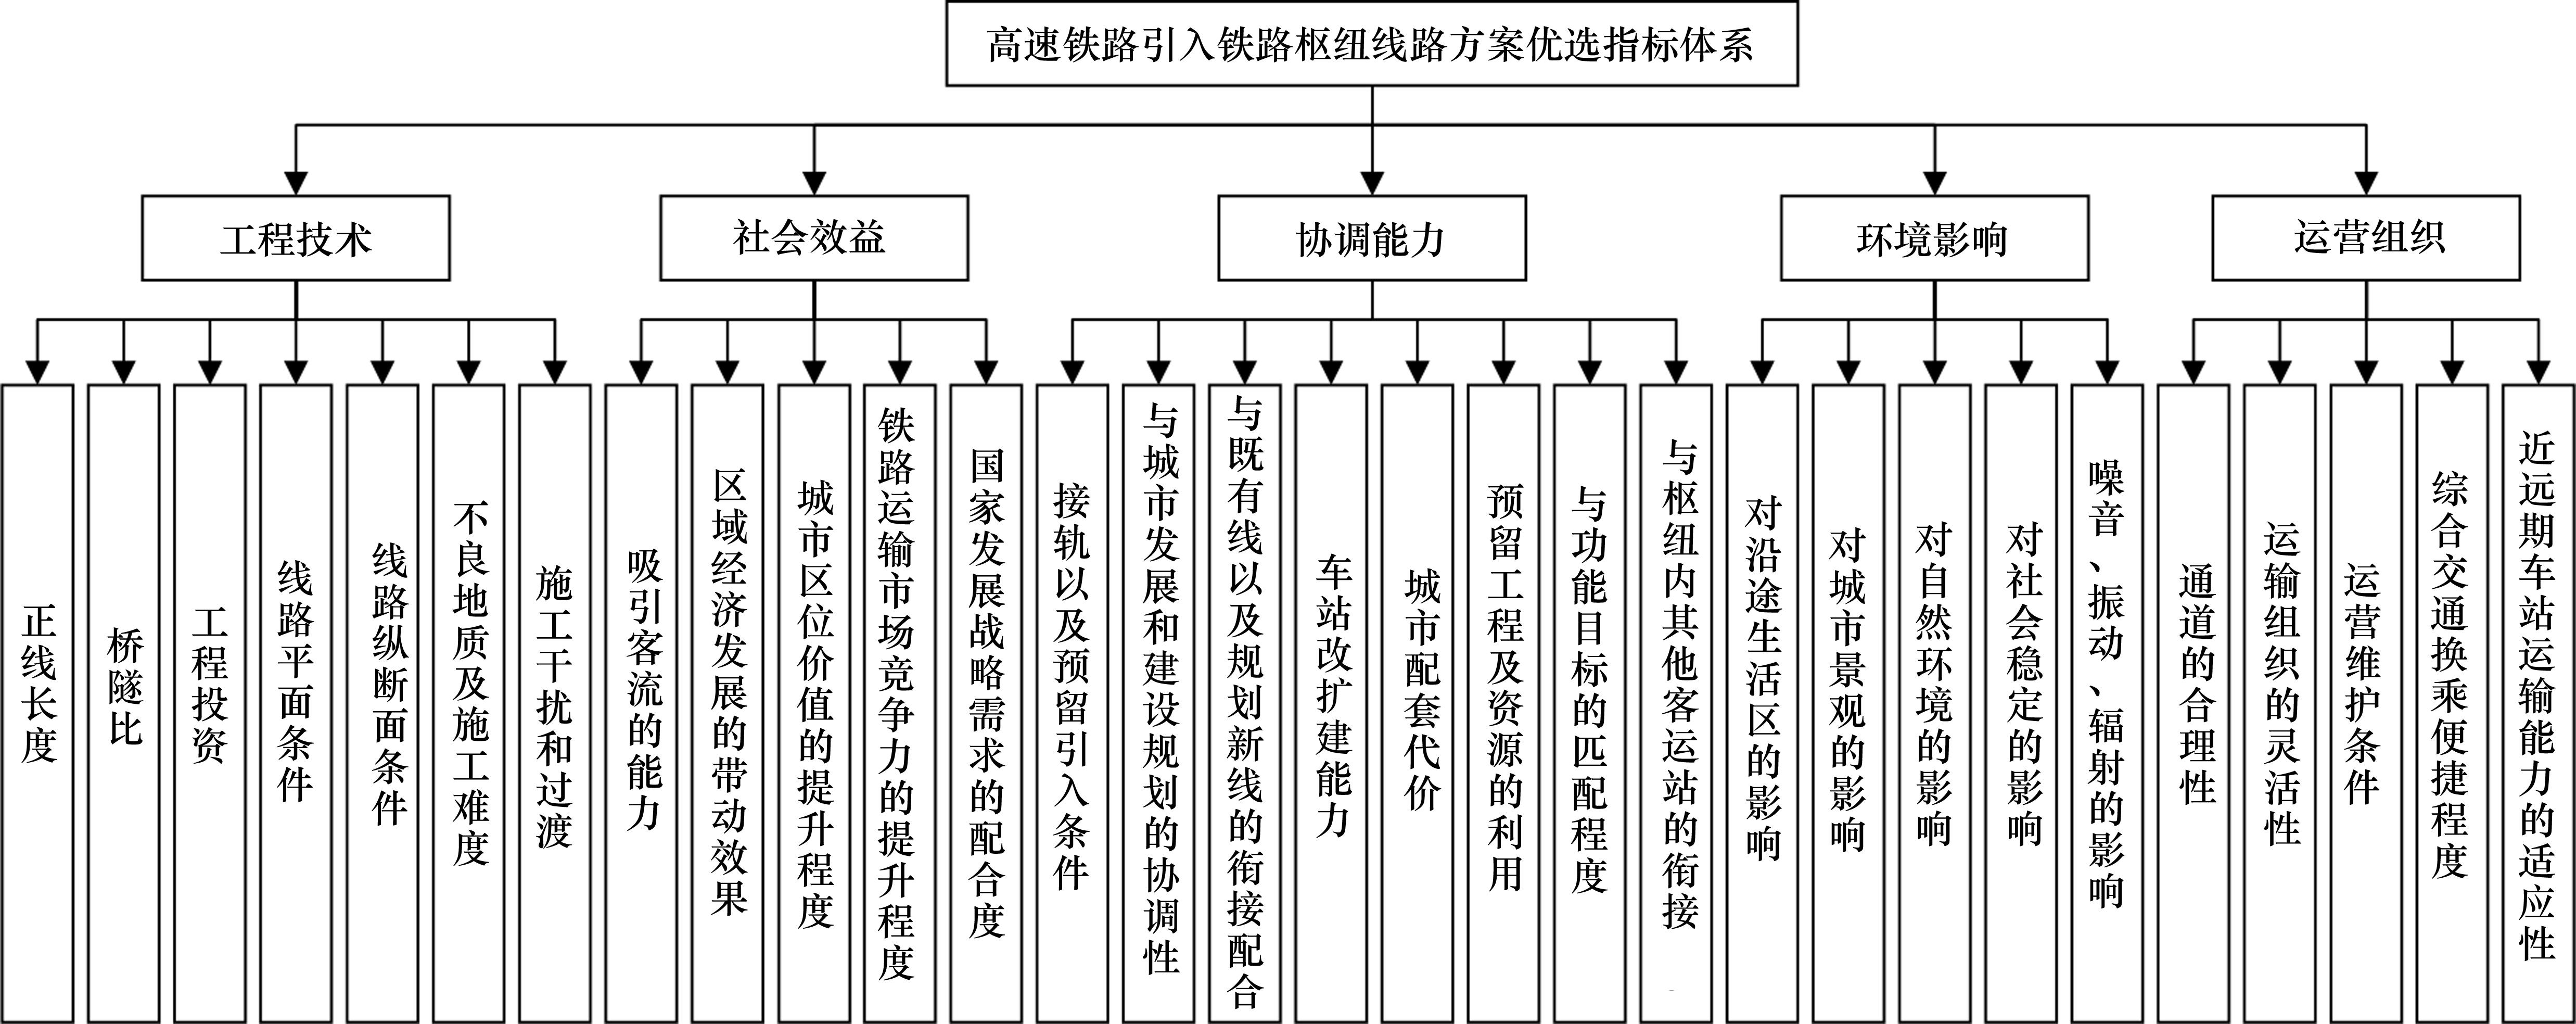 高速铁路引入铁路枢纽线路方案优选指标体系
工程技术
社会效益
协调能力
环境影响
运营组织
正线长度
桥隧比
工程投资
线路平面条件
线路纵断面条件
不良地质及施工难度
施工干扰和过渡
吸引客流的能力
区域经济发展的带动效果
城市区位价值的提升程度
铁路运输市场竞争力的提升程度
国家发展战略需求的配合度
接轨以及预留引入条件
与城市发展和建设规划的协调性
与既有线以及规划新线的衔接配合
车站改扩建能力
城市配套代价
预留工程及资源的利用
与功能目标的匹配程度
与枢纽内其他客运站的衔接
对沿途生活区的影响
对城市景观的影响
对自然环境的影响
对社会稳定的影响
噪音、振动、辐射的影响
通道的合理性
运输组织的灵活性
运营维护条件
综合交通换乘便捷程度
近远期车站运输能力的适应性